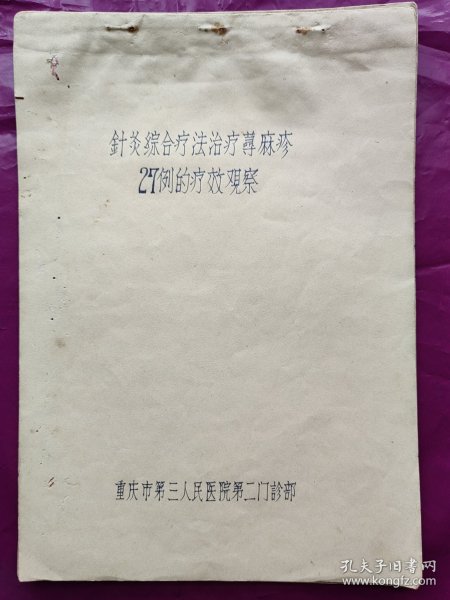 針灸综合疗法治疗蕁麻疹
27例的疗效观察
重庆市第三人民医院第二门診部
孔夫子旧书网
www.kongfz.com